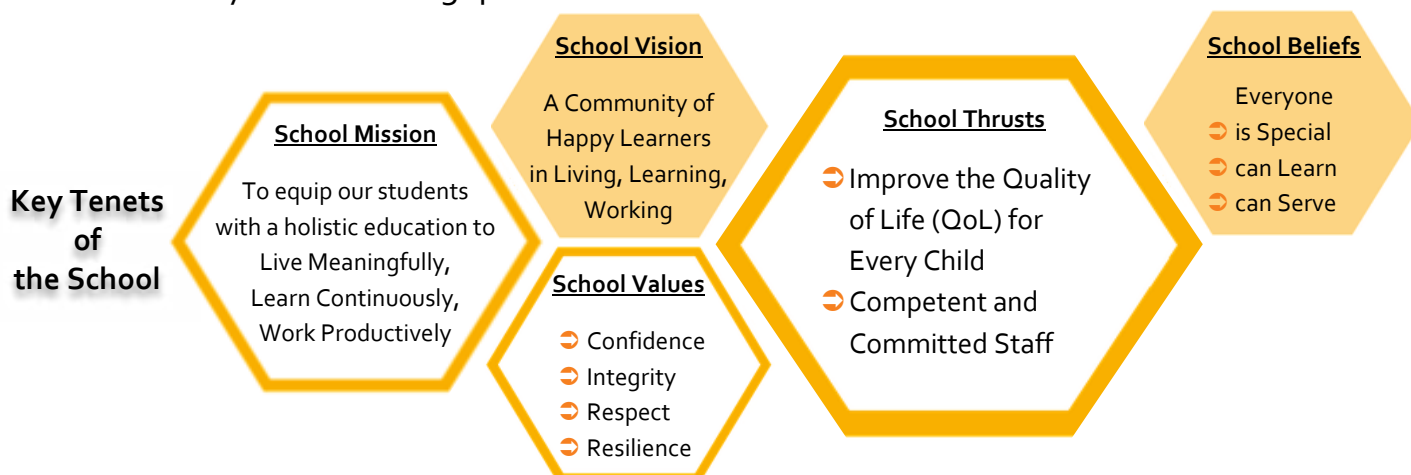 Key Tenets
of
the School
School Mission
To equip our students
with a holistic education to
Live Meaningfully,
Learn Continuously,
Work Productively
School Vision
A Community of
Happy Learners
in Living, Learning,
Working
School Values
➲ Confidence
➲ Integrity
➲ Respect
➲ Resilience
School Thrusts
➲ Improve the Quality
of Life (QoL) for
Every Child
➲ Competent and
Committed Staff
School Beliefs
Everyone
➲ is Special
➲ can Learn
➲ can Serve